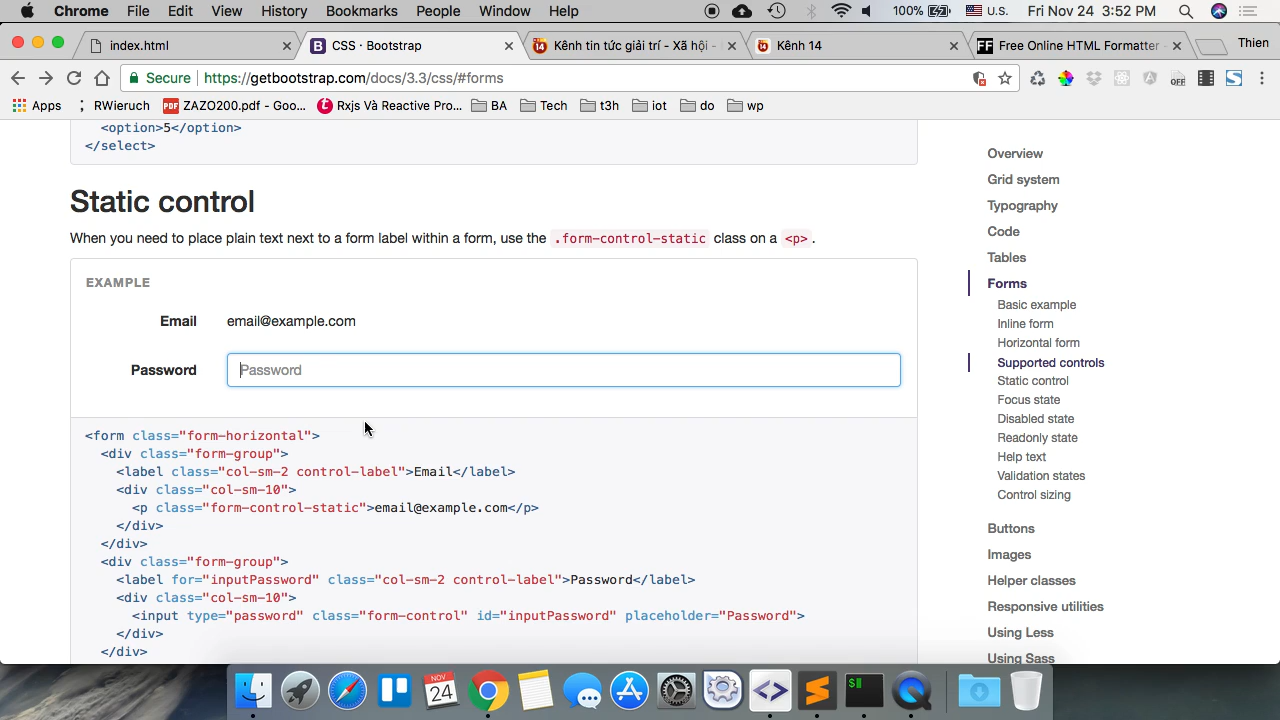 Chrome File Edit View History Bookmarks People Window Help 100% U.S. Fri Nov 24 3:52 PM
index.html CSS · Bootstrap Kênh tin tức giải trí - Xã hội - Kênh 14 Free Online HTML Formatter - Thien
Secure https://getbootstrap.com/docs/3.3/css/#forms OFF
Apps RWieruch PDF ZAZO200.pdf - Goo... Rxjs Và Reactive Pro... BA Tech t3h iot do wp
<option>5</option>
</select>
Static control
When you need to place plain text next to a form label within a form, use the .form-control-static class on a <p>.
EXAMPLE
Email email@example.com
Password Password
<form class="form-horizontal">
<div class="form-group">
<label class="col-sm-2 control-label">Email</label>
<div class="col-sm-10">
<p class="form-control-static">email@example.com</p>
</div>
</div>
<div class="form-group">
<label for="inputPassword" class="col-sm-2 control-label">Password</label>
<div class="col-sm-10">
<input type="password" class="form-control" id="inputPassword" placeholder="Password">
</div>
</div>
Overview
Grid system
Typography
Code
Tables
Forms
Basic example
Inline form
Horizontal form
Supported controls
Static control
Focus state
Disabled state
Readonly state
Help text
Validation states
Control sizing
Buttons
Images
Helper classes
Responsive utilities
Using Less
Using Sass
NOV
24